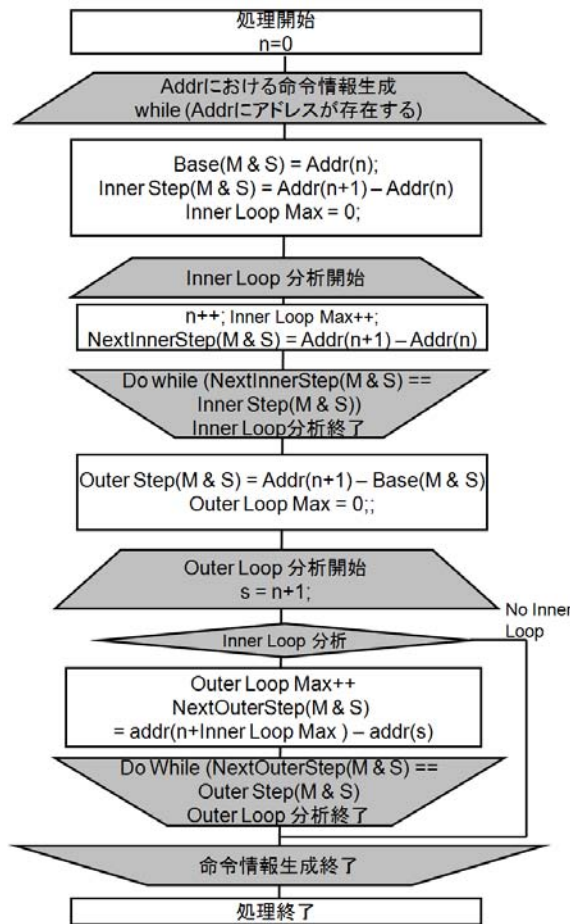 処理開始
n=0
Addrにおける命令情報生成
while (Addrにアドレスが存在する)
Base(M & S) = Addr(n);
Inner Step(M & S) = Addr(n+1) – Addr(n)
Inner Loop Max = 0;
Inner Loop 分析開始
n++; Inner Loop Max++;
NextInnerStep(M & S) = Addr(n+1) – Addr(n)
Do while (NextInnerStep(M & S) ==
Inner Step(M & S))
Inner Loop分析終了
Outer Step(M & S) = Addr(n+1) – Base(M & S)
Outer Loop Max = 0;;
Outer Loop 分析開始
s = n+1;
No Inner
Loop
Inner Loop 分析
Outer Loop Max++
NextOuterStep(M & S)
= addr(n+Inner Loop Max ) – addr(s)
Do While (NextOuterStep(M & S) ==
Outer Step(M & S)
Outer Loop 分析終了
命令情報生成終了
処理終了